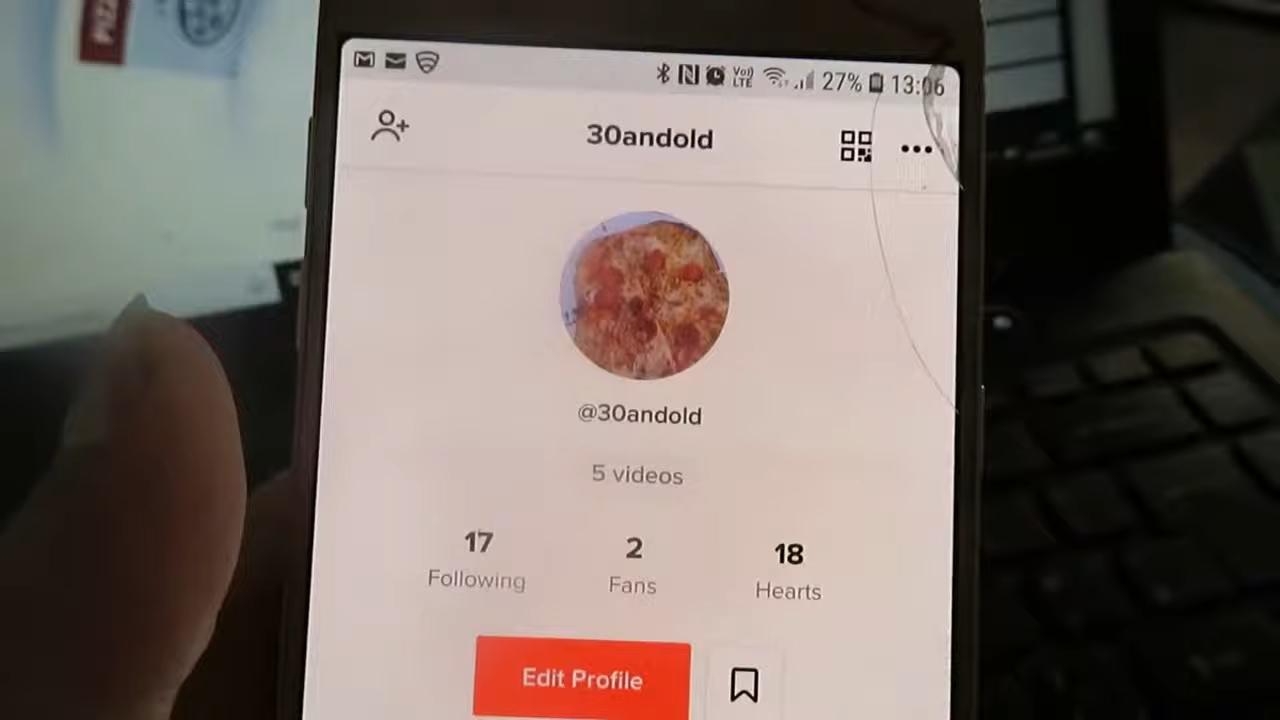 27% 13:06
30andold
@30andold
5 videos
17 2 18
Following Fans Hearts
Edit Profile